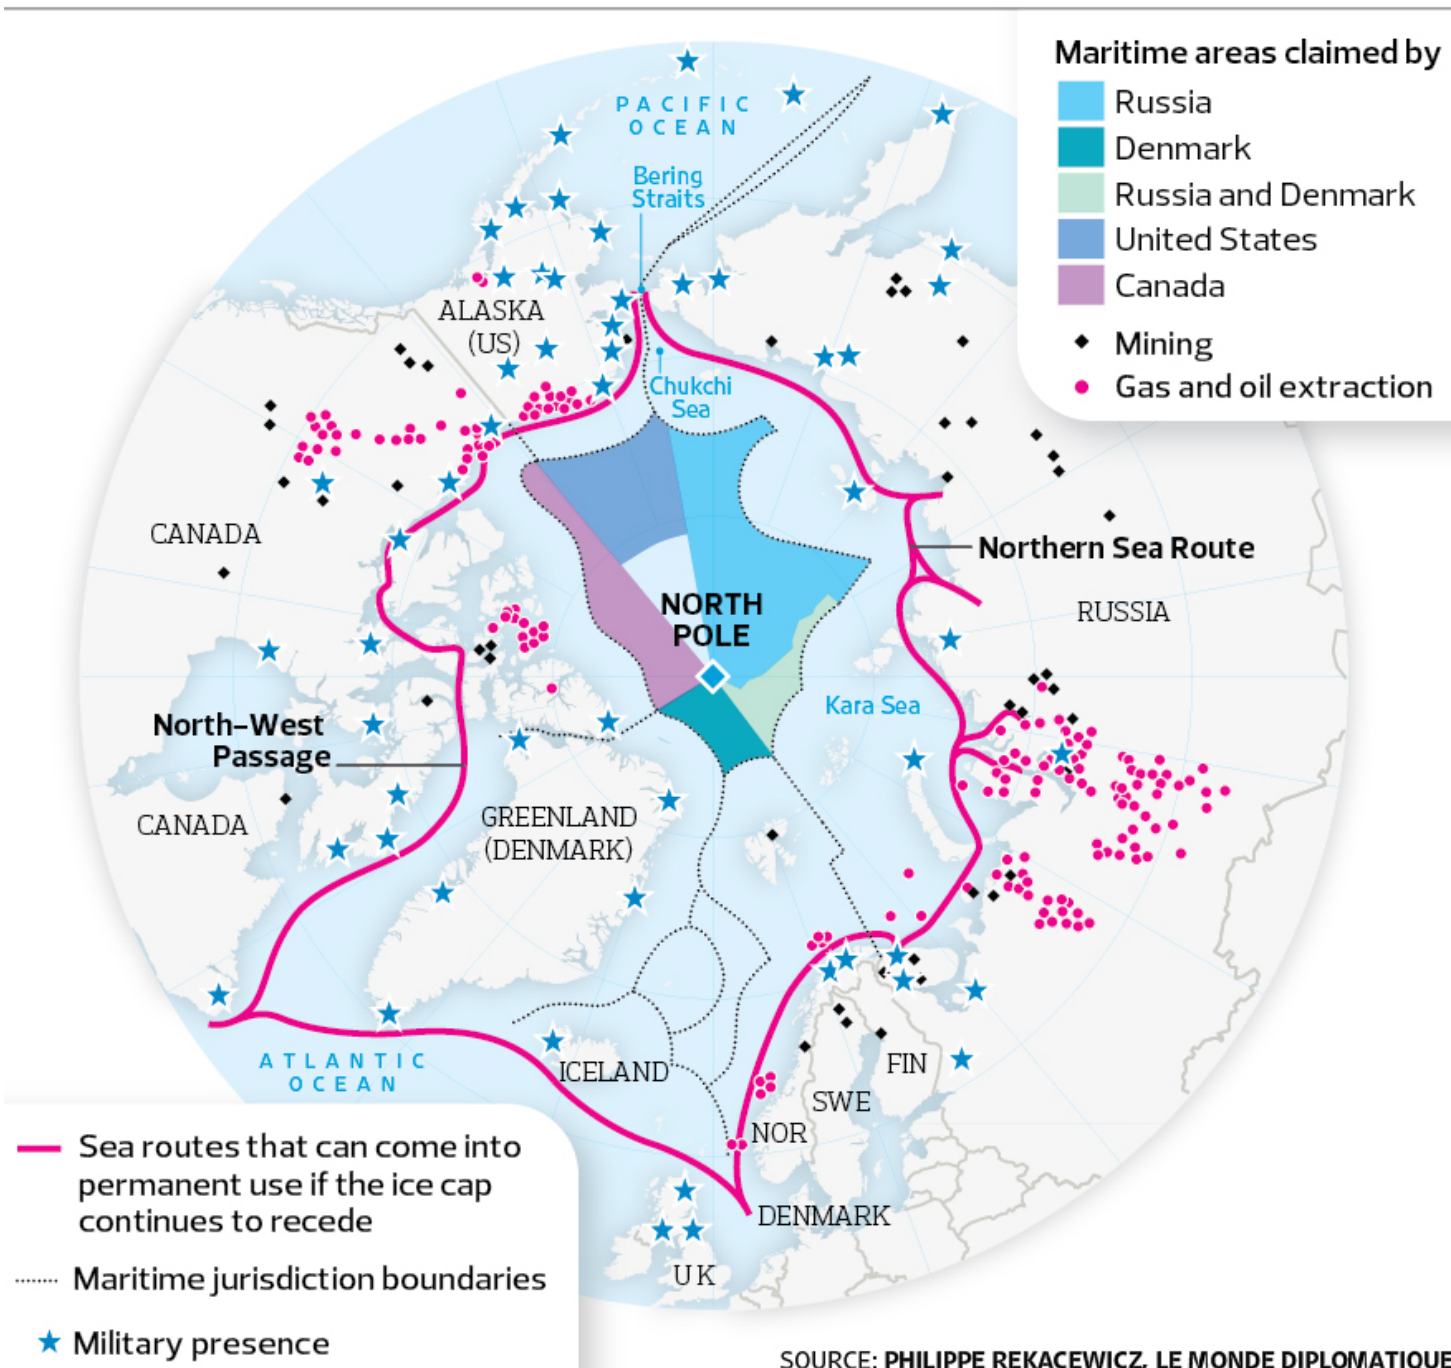 Maritime areas claimed by
Russia
Denmark
Russia and Denmark
United States
Canada
Mining
Gas and oil extraction
PACIFIC
OCEAN
Bering
Straits
ALASKA
(US)
Chukchi
Sea
CANADA
Northern Sea Route
NORTH
POLE
RUSSIA
Kara Sea
North–West
Passage
GREENLAND
(DENMARK)
CANADA
ATLANTIC
OCEAN
ICELAND
FIN
SWE
NOR
DENMARK
UK
Sea routes that can come into
permanent use if the ice cap
continues to recede
Maritime jurisdiction boundaries
Military presence
SOURCE: PHILIPPE REKACEWICZ, LE MONDE DIPLOMATIQUE